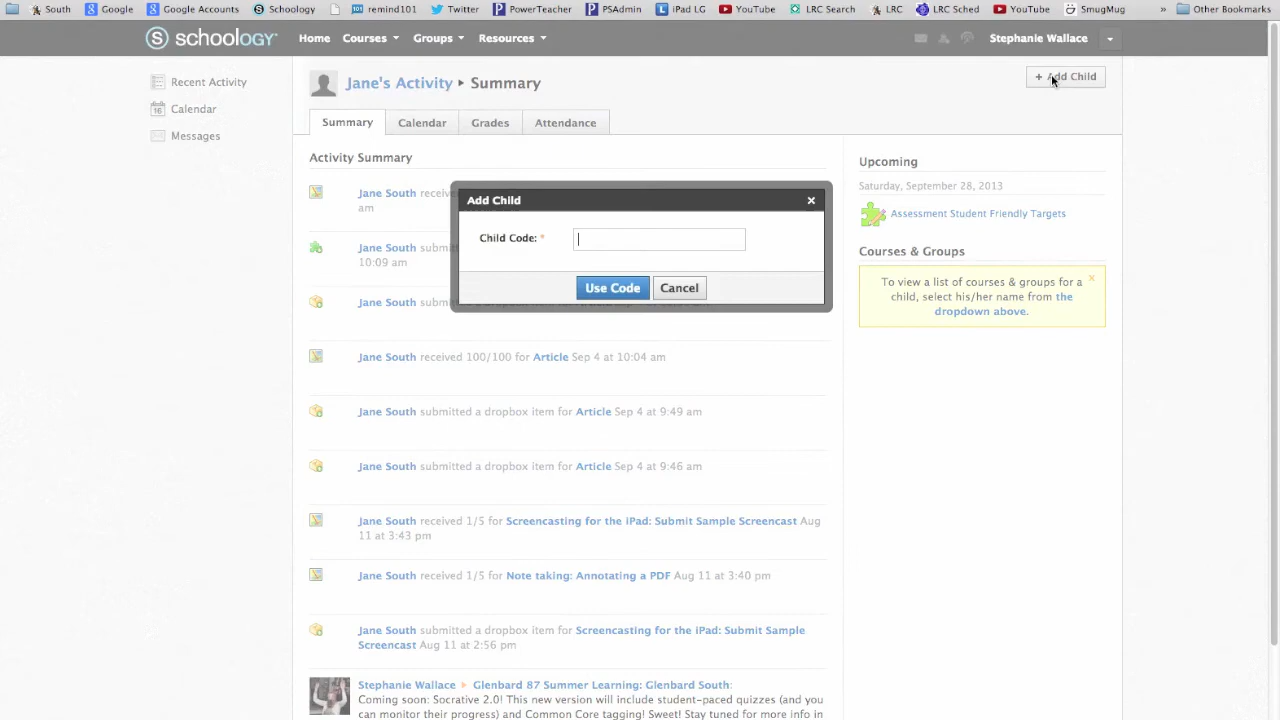 South Google Google Accounts Schoology remind101 Twitter PowerTeacher PSAdmin iPad LG YouTube LRC Search LRC LRC Sched YouTube SmugMug » Other Bookmarks
S schoology Home Courses Groups Resources Stephanie Wallace
Recent Activity
16 Calendar
Messages
Jane's Activity ▸ Summary
+ Add Child
Summary Calendar Grades Attendance
Activity Summary
Jane South receive
am
Jane South submitt
10:09 am
Jane South submi
Jane South received 100/100 for Article Sep 4 at 10:04 am
Jane South submitted a dropbox item for Article Sep 4 at 9:49 am
Jane South submitted a dropbox item for Article Sep 4 at 9:46 am
Jane South received 1/5 for Screencasting for the iPad: Submit Sample Screencast Aug
11 at 3:43 pm
Jane South received 1/5 for Note taking: Annotating a PDF Aug 11 at 3:40 pm
Jane South submitted a dropbox item for Screencasting for the iPad: Submit Sample
Screencast Aug 11 at 2:56 pm
Stephanie Wallace ▸ Glenbard 87 Summer Learning: Glenbard South:
Coming soon: Socrative 2.0! This new version will include student-paced quizzes (and you
can monitor their progress) and Common Core tagging! Sweet! Stay tuned for more info in
Add Child ×
Child Code: *
Use Code Cancel
Upcoming
Saturday, September 28, 2013
Assessment Student Friendly Targets
Courses & Groups
To view a list of courses & groups for a ×
child, select his/her name from the
dropdown above.